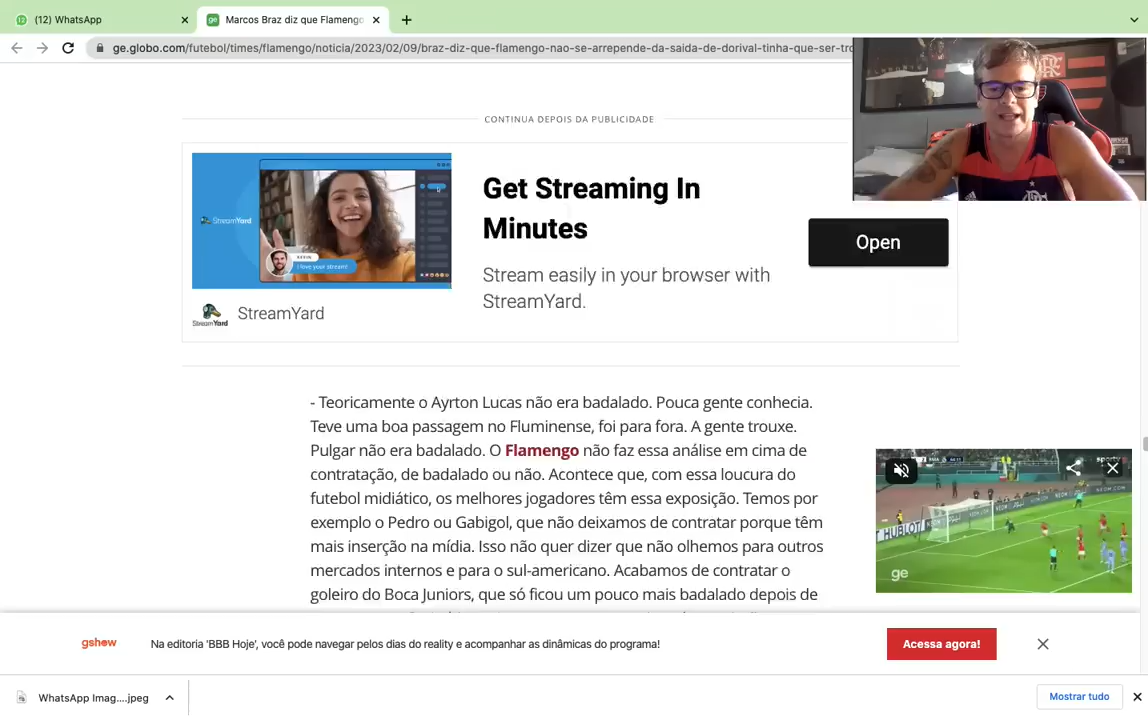 (12) WhatsApp
Marcos Braz diz que Flamengo
ge.globo.com/futebol/times/flamengo/noticia/2023/02/09/braz-diz-que-flamengo-nao-se-arrepende-da-saida-de-dorival-tinha-que-ser-tro
CONTINUA DEPOIS DA PUBLICIDADE
Get Streaming In
Minutes
Stream easily in your browser with
StreamYard.
Open
StreamYard
KEVIN
I love your stream!
StreamYard
StreamYard
- Teoricamente o Ayrton Lucas não era badalado. Pouca gente conhecia.
Teve uma boa passagem no Fluminense, foi para fora. A gente trouxe.
Pulgar não era badalado. O Flamengo não faz essa análise em cima de
contratação, de badalado ou não. Acontece que, com essa loucura do
futebol midiático, os melhores jogadores têm essa exposição. Temos por
exemplo o Pedro ou Gabigol, que não deixamos de contratar porque têm
mais inserção na mídia. Isso não quer dizer que não olhemos para outros
mercados internos e para o sul-americano. Acabamos de contratar o
goleiro do Boca Juniors, que só ficou um pouco mais badalado depois de
HUBLOT
ge
gshow
Na editoria 'BBB Hoje', você pode navegar pelos dias do reality e acompanhar as dinâmicas do programa!
Acessa agora!
WhatsApp Imag....jpeg
Mostrar tudo